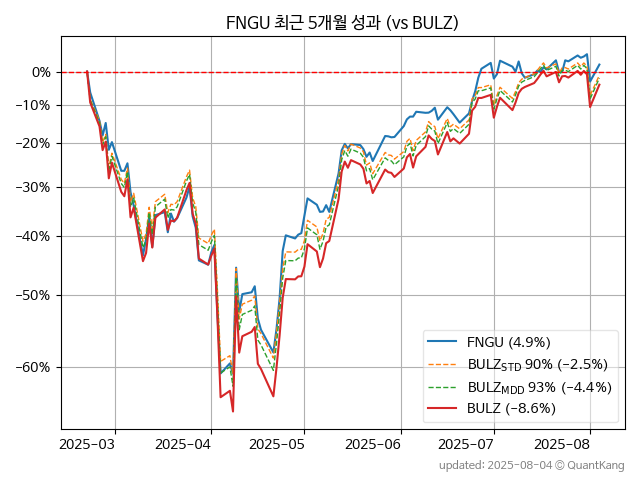 FNGU 최근 5개월 성과 (vs BULZ)
0%
−10%
−20%
−30%
−40%
−50%
−60%
FNGU (4.9%)
BULZ_STD 90% (−2.5%)
BULZ_MDD 93% (−4.4%)
BULZ (−8.6%)
2025-03 2025-04 2025-05 2025-06 2025-07 2025-08
updated: 2025-08-04 © QuantKang